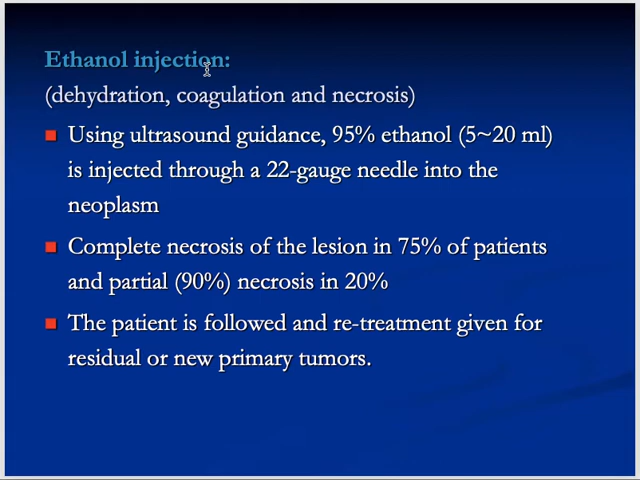 Ethanol injection:
(dehydration, coagulation and necrosis)
Using ultrasound guidance, 95% ethanol (5~20 ml)
is injected through a 22-gauge needle into the
neoplasm
Complete necrosis of the lesion in 75% of patients
and partial (90%) necrosis in 20%
The patient is followed and re-treatment given for
residual or new primary tumors.